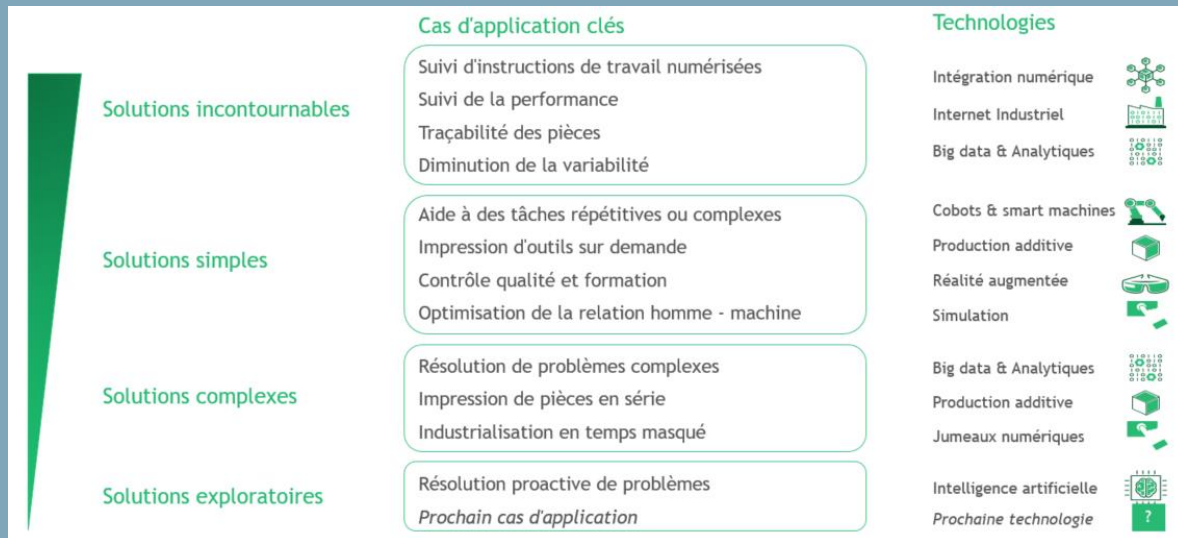 Cas d'application clés
Technologies
Solutions incontournables
Suivi d'instructions de travail numérisées
Suivi de la performance
Traçabilité des pièces
Diminution de la variabilité
Intégration numérique
Internet Industriel
Big data & Analytiques
Solutions simples
Aide à des tâches répétitives ou complexes
Impression d'outils sur demande
Contrôle qualité et formation
Optimisation de la relation homme - machine
Cobots & smart machines
Production additive
Réalité augmentée
Simulation
Solutions complexes
Résolution de problèmes complexes
Impression de pièces en série
Industrialisation en temps masqué
Big data & Analytiques
Production additive
Jumeaux numériques
Solutions exploratoires
Résolution proactive de problèmes
Prochain cas d'application
Intelligence artificielle
Prochaine technologie
?